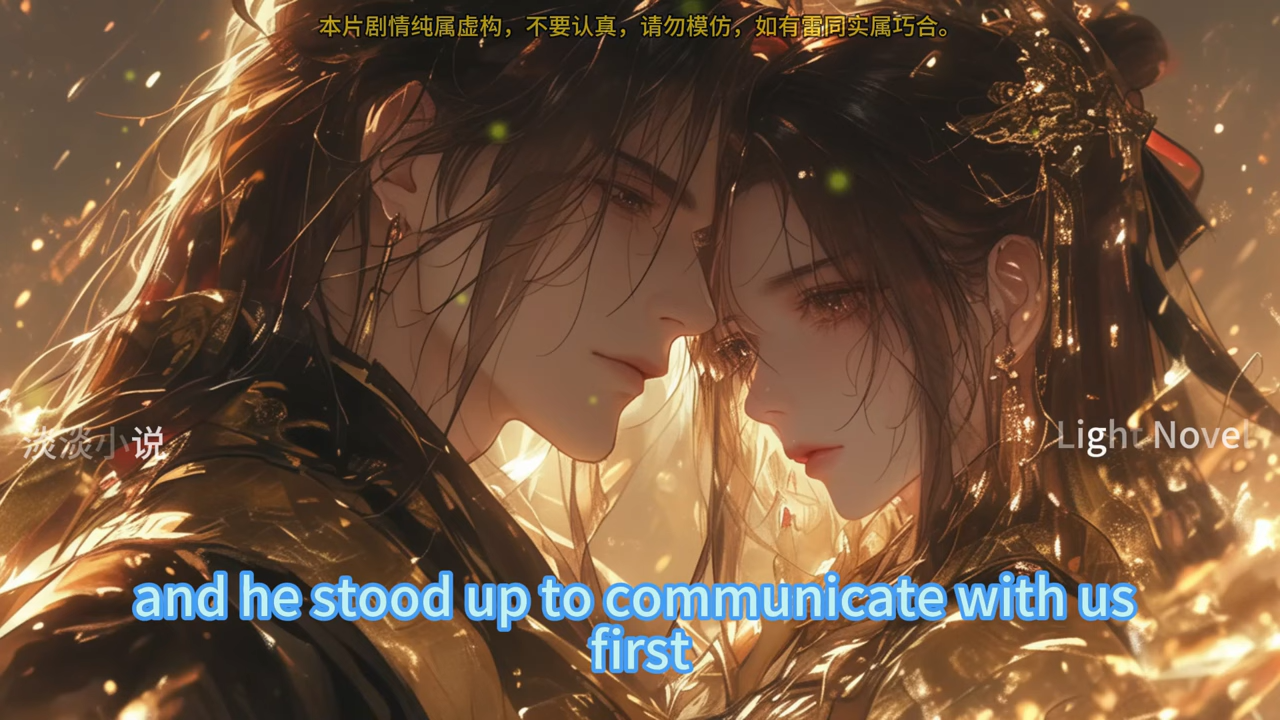 本片剧情纯属虚构，不要认真，请勿模仿，如有雷同实属巧合。
淡淡小说
Light Novel
and he stood up to communicate with us
first